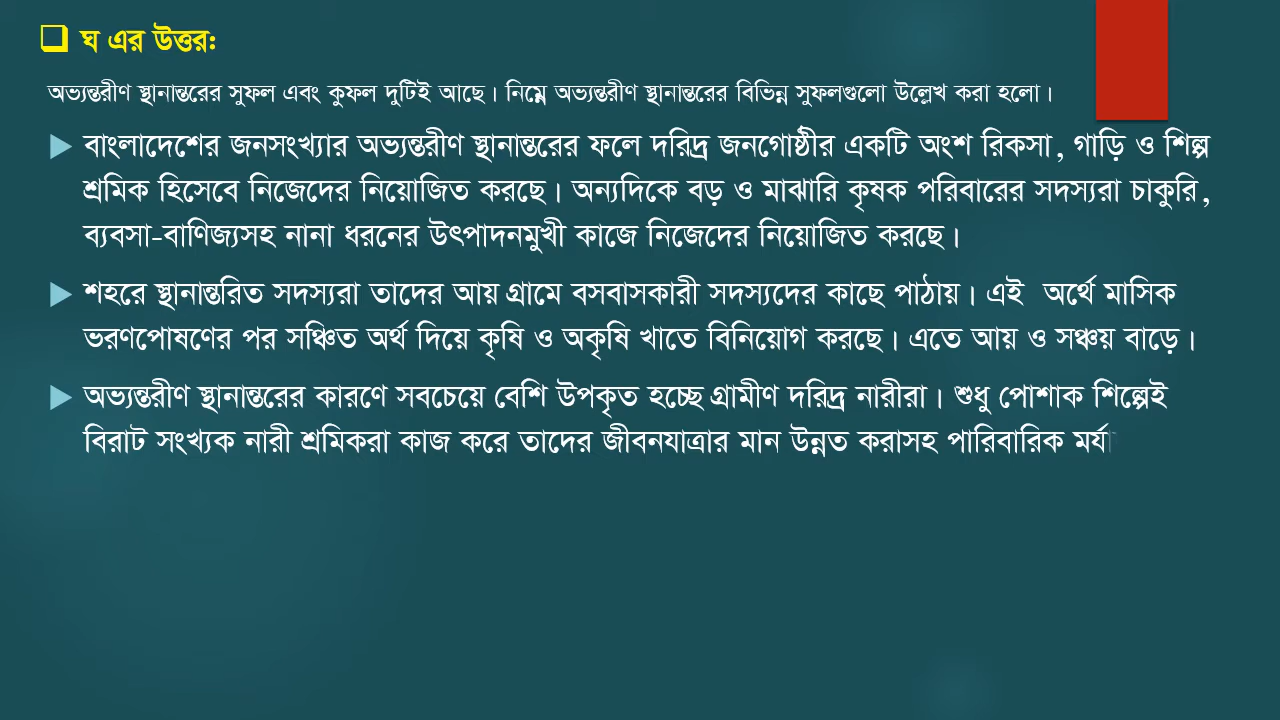 ❑ ঘ এর উত্তর:
অভ্যন্তরীণ স্থানান্তরের সুফল এবং কুফল দুটিই আছে। নিম্নে অভ্যন্তরীণ স্থানান্তরের বিভিন্ন সুফলগুলো উল্লেখ করা হলো।
বাংলাদেশের জনসংখ্যার অভ্যন্তরীণ স্থানান্তরের ফলে দরিদ্র জনগোষ্ঠীর একটি অংশ রিকসা, গাড়ি ও শিল্প
শ্রমিক হিসেবে নিজেদের নিয়োজিত করছে। অন্যদিকে বড় ও মাঝারি কৃষক পরিবারের সদস্যরা চাকুরি,
ব্যবসা-বাণিজ্যসহ নানা ধরনের উৎপাদনমুখী কাজে নিজেদের নিয়োজিত করছে।
শহরে স্থানান্তরিত সদস্যরা তাদের আয় গ্রামে বসবাসকারী সদস্যদের কাছে পাঠায়। এই অর্থে মাসিক
ভরণপোষণের পর সঞ্চিত অর্থ দিয়ে কৃষি ও অকৃষি খাতে বিনিয়োগ করছে। এতে আয় ও সঞ্চয় বাড়ে।
অভ্যন্তরীণ স্থানান্তরের কারণে সবচেয়ে বেশি উপকৃত হচ্ছে গ্রামীণ দরিদ্র নারীরা। শুধু পোশাক শিল্পেই
বিরাট সংখ্যক নারী শ্রমিকরা কাজ করে তাদের জীবনযাত্রার মান উন্নত করাসহ পারিবারিক